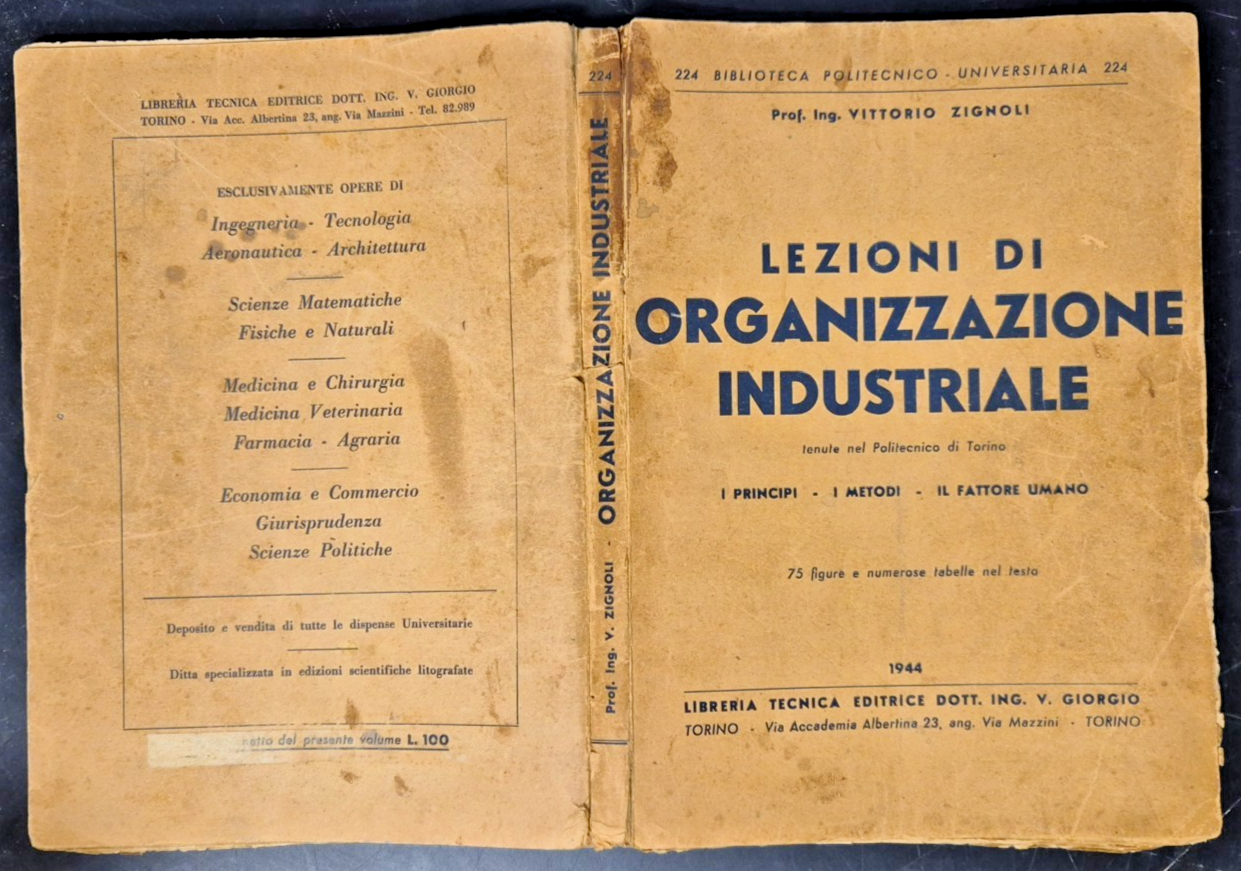 LIBRERIA TECNICA EDITRICE DOTT. ING. V. GIORGIO
TORINO - Via Acc. Albertina 23, ang. Via Mazzini - Tel. 82.989
ESCLUSIVAMENTE OPERE DI
Ingegneria - Tecnologia
Aeronautica - Architettura
Scienze Matematiche
Fisiche e Naturali
Medicina e Chirurgia
Medicina Veterinaria
Farmacia - Agraria
Economia e Commercio
Giurisprudenza
Scienze Politiche
Deposito e vendita di tutte le dispense Universitarie
Ditta specializzata in edizioni scientifiche litografate
netto del presente volume L. 100
224
Prof. Ing. V. ZIGNOLI - ORGANIZZAZIONE INDUSTRIALE
224 BIBLIOTECA POLITECNICO - UNIVERSITARIA 224
Prof. Ing. VITTORIO ZIGNOLI
LEZIONI DI
ORGANIZZAZIONE
INDUSTRIALE
tenute nel Politecnico di Torino
I PRINCIPI - I METODI - IL FATTORE UMANO
75 figure e numerose tabelle nel testo
1944
LIBRERIA TECNICA EDITRICE DOTT. ING. V. GIORGIO
TORINO - Via Accademia Albertina 23, ang. Via Mazzini - TORINO